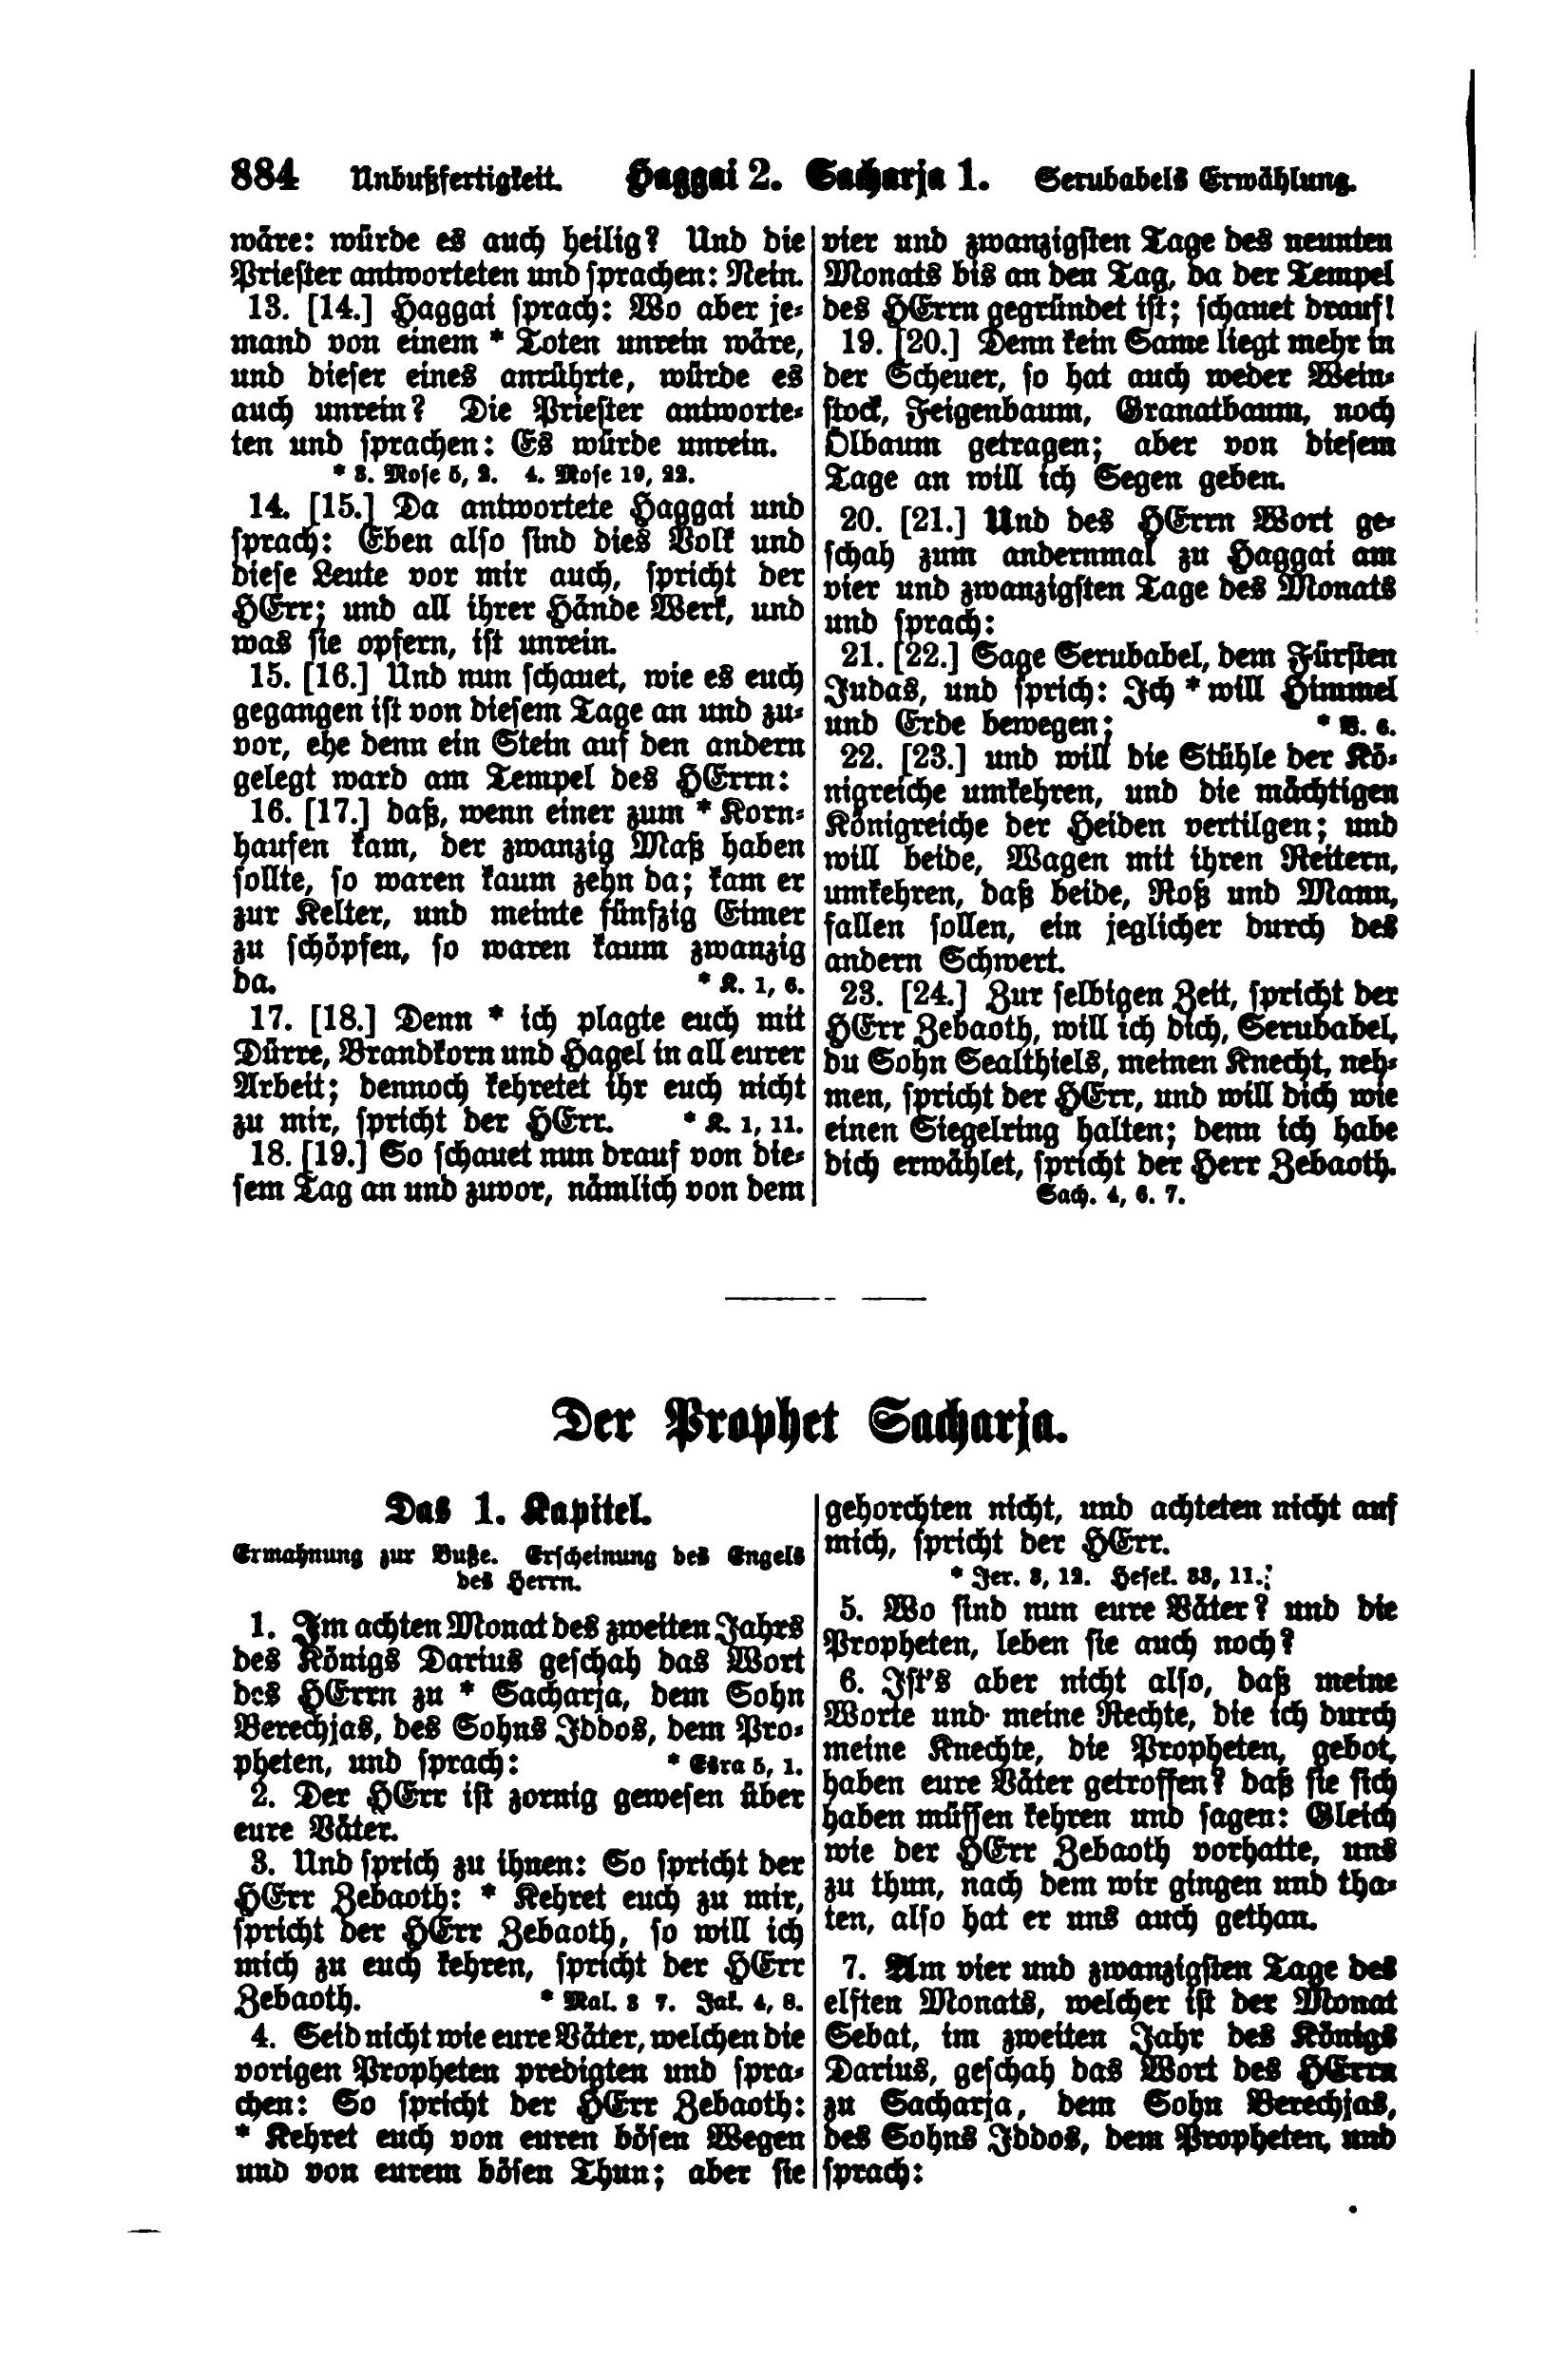 884 Unbußfertigkeit. Haggai 2. Sacharja 1. Serubabels Erwählung.
wäre: würde es auch heilig? Und die
Priester antworteten und sprachen: Nein.
13. [14.] Haggai sprach: Wo aber je⸗
mand von einem * Toten unrein wäre,
und dieser eines anrührte, würde es
auch unrein? Die Priester antworte⸗
ten und sprachen: Es würde unrein.
* 3. Mose 5, 2. 4. Mose 19, 22.
14. [15.] Da antwortete Haggai und
sprach: Eben also sind dies Volk und
diese Leute vor mir auch, spricht der
HErr; und all ihrer Hände Werk, und
was sie opfern, ist unrein.
15. [16.] Und nun schauet, wie es euch
gegangen ist von diesem Tage an und zu⸗
vor, ehe denn ein Stein auf den andern
gelegt ward am Tempel des HErrn:
16. [17.] daß, wenn einer zum * Korn⸗
haufen kam, der zwanzig Maß haben
sollte, so waren kaum zehn da; kam er
zur Kelter, und meinte fünfzig Eimer
zu schöpfen, so waren kaum zwanzig
da. * K. 1, 6.
17. [18.] Denn * ich plagte euch mit
Dürre, Brandkorn und Hagel in all eurer
Arbeit; dennoch kehretet ihr euch nicht
zu mir, spricht der HErr. * K. 1, 11.
18. [19.] So schauet nun drauf von die⸗
sem Tag an und zuvor, nämlich von dem
vier und zwanzigsten Tage des neunten
Monats bis an den Tag, da der Tempel
des HErrn gegründet ist; schauet drauf!
19. [20.] Denn kein Same liegt mehr in
der Scheuer, so hat auch weder Wein⸗
stock, Feigenbaum, Granatbaum, noch
Ölbaum getragen; aber von diesem
Tage an will ich Segen geben.
20. [21.] Und des HErrn Wort ge⸗
schah zum andernmal zu Haggai am
vier und zwanzigsten Tage des Monats
und sprach:
21. [22.] Sage Serubabel, dem Fürsten
Judas, und sprich: Ich * will Himmel
und Erde bewegen; * V. 6.
22. [23.] und will die Stühle der Kö⸗
nigreiche umkehren, und die mächtigen
Königreiche der Heiden vertilgen; und
will beide, Wagen mit ihren Reitern,
umkehren, daß beide, Roß und Mann,
fallen sollen, ein jeglicher durch des
andern Schwert.
23. [24.] Zur selbigen Zeit, spricht der
HErr Zebaoth, will ich dich, Serubabel,
du Sohn Sealthiels, meinen Knecht, neh⸗
men, spricht der HErr, und will dich wie
einen Siegelring halten; denn ich habe
dich erwählet, spricht der Herr Zebaoth.
Sach. 4, 6. 7.
Der Prophet Sacharja.
Das 1. Kapitel.
Ermahnung zur Buße. Erscheinung des Engels
des Herrn.
1. Im achten Monat des zweiten Jahrs
des Königs Darius geschah das Wort
des HErrn zu * Sacharja, dem Sohn
Berechjas, des Sohns Iddos, dem Pro⸗
pheten, und sprach: * Esra 5, 1.
2. Der HErr ist zornig gewesen über
eure Väter.
3. Und sprich zu ihnen: So spricht der
HErr Zebaoth: * Kehret euch zu mir,
spricht der HErr Zebaoth, so will ich
mich zu euch kehren, spricht der HErr
Zebaoth. * Mal. 3 7. Jak. 4, 8.
4. Seid nicht wie eure Väter, welchen die
vorigen Propheten predigten und spra⸗
chen: So spricht der HErr Zebaoth:
* Kehret euch von euren bösen Wegen
und von eurem bösen Thun; aber sie
gehorchten nicht, und achteten nicht auf
mich, spricht der HErr.
* Jer. 3, 12. Hesek. 33, 11.
5. Wo sind nun eure Väter? und die
Propheten, leben sie auch noch?
6. Ist's aber nicht also, daß meine
Worte und meine Rechte, die ich durch
meine Knechte, die Propheten, gebot,
haben eure Väter getroffen? daß sie sich
haben müssen kehren und sagen: Gleich
wie der HErr Zebaoth vorhatte, uns
zu thun, nach dem wir gingen und tha⸗
ten, also hat er uns auch gethan.
7. Am vier und zwanzigsten Tage des
elften Monats, welcher ist der Monat
Sebat, im zweiten Jahr des Königs
Darius, geschah das Wort des HErrn
zu Sacharja, dem Sohn Berechjas,
des Sohns Iddos, dem Propheten, und
sprach: